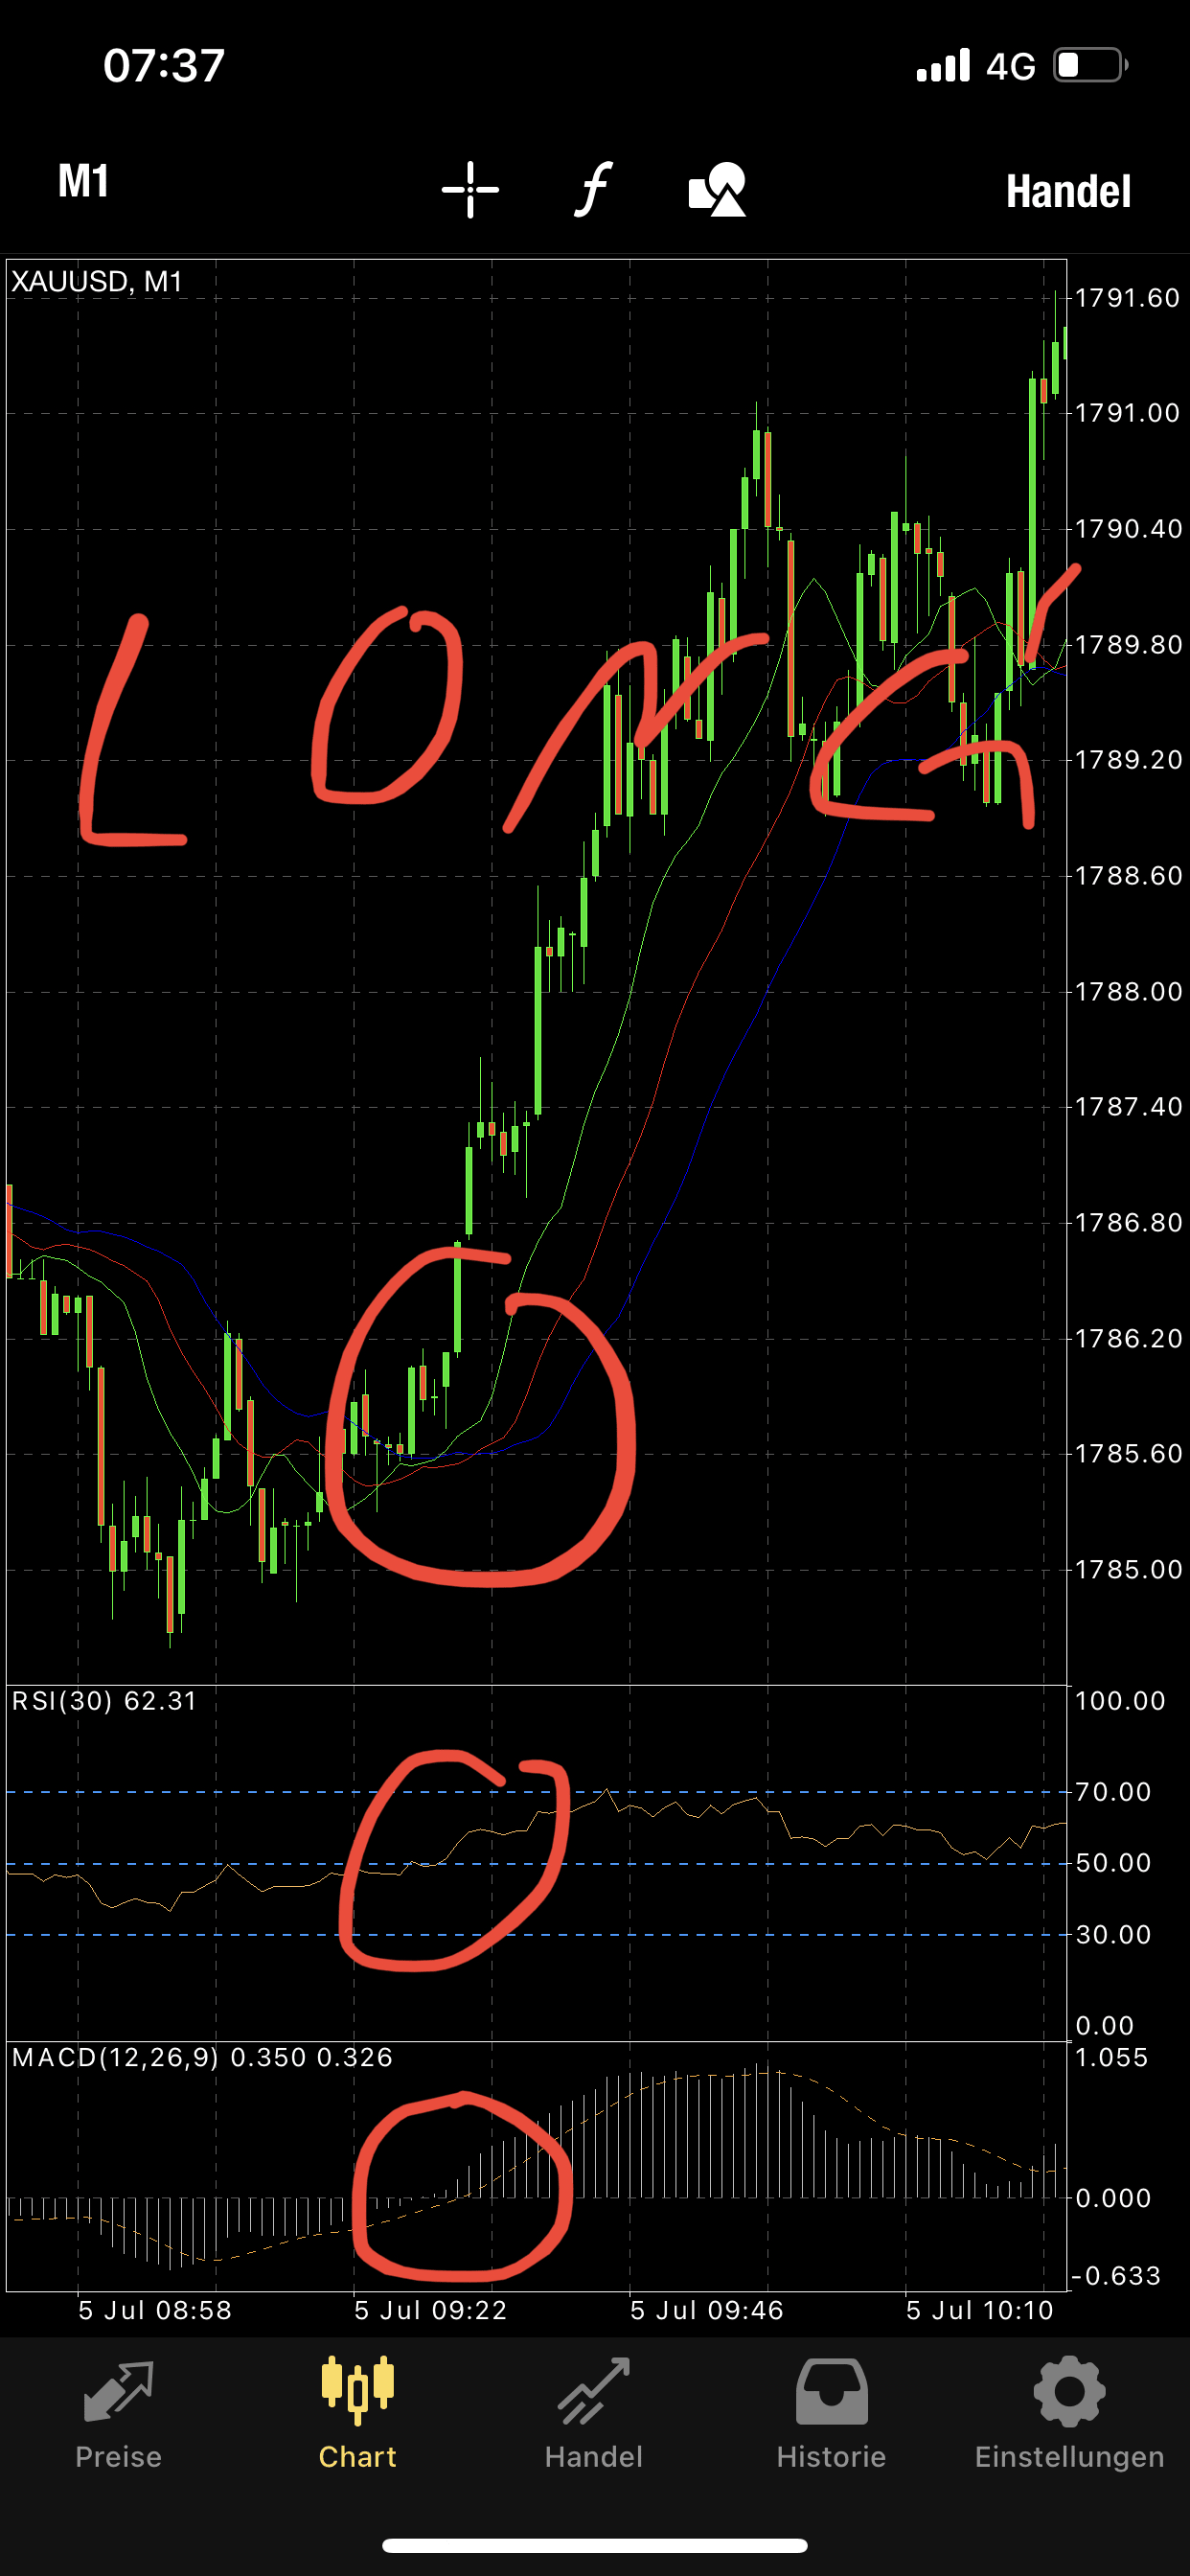 07:37 4G
M1 f Handel
XAUUSD, M1
1791.60
1791.00
1790.40
1789.80
1789.20
1788.60
1788.00
1787.40
1786.80
1786.20
1785.60
1785.00
LONG
RSI(30) 62.31
100.00
70.00
50.00
30.00
0.00
MACD(12,26,9) 0.350 0.326
1.055
0.000
-0.633
5 Jul 08:58 5 Jul 09:22 5 Jul 09:46 5 Jul 10:10
Preise Chart Handel Historie Einstellungen